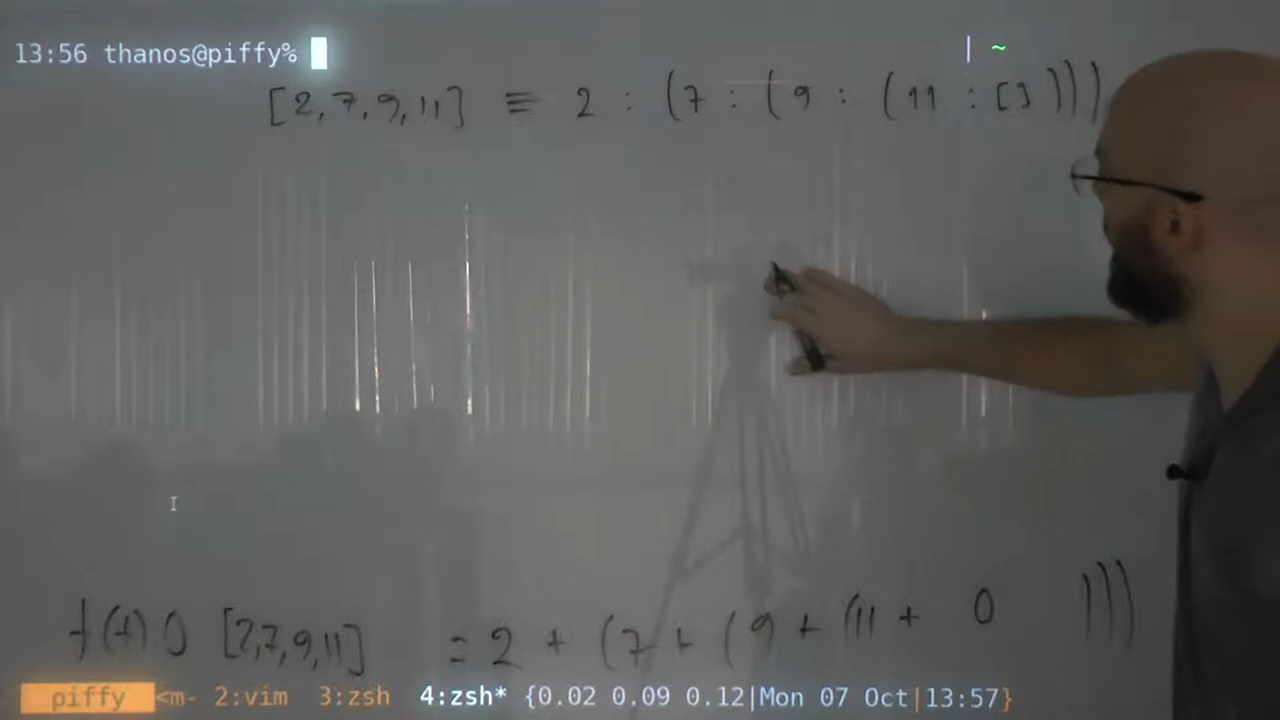 13:56 thanos@piffy% | ~
[2,7,9,11] ≡ 2 : (7 : (9 : (11 : [])))
f (+) 0 [2,7,9,11] = 2 + (7 + (9 + (11 + 0 )))
piffy <m- 2:vim 3:zsh 4:zsh* {0.02 0.09 0.12|Mon 07 Oct|13:57}